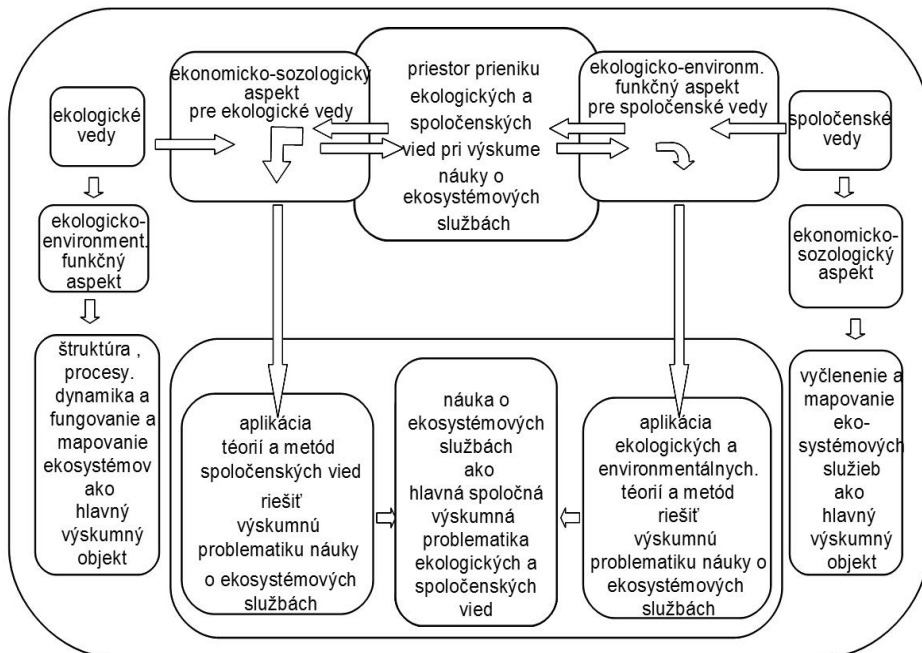 ekologické
vedy
ekonomicko-sozologický
aspekt
pre ekologické vedy
priestor prieniku
ekologických a
spoločenských
vied pri výskume
náuky o
ekosystémových
službách
ekologicko-environm.
funkčný aspekt
pre spoločenské vedy
spoločenské
vedy
ekologicko-
environment.
funkčný
aspekt
ekonomicko-
sozologický
aspekt
štruktúra ,
procesy.
dynamika a
fungovanie a
mapovanie
ekosystémov
ako
hlavný
výskumný
objekt
aplikácia
téórií a metód
spoločenských vied
riešiť
výskumnú
problematiku náuky
o ekosystémových
službách
náuka o
ekosystémových
službách
ako
hlavná spoločná
výskumná
problematika
ekologických a
spoločenských
vied
aplikácia
ekologických a
environmentálnych.
téórií a metód
riešiť
výskumnú
problematiku náuky o
ekosystémových
službách
vyčlenenie a
mapovanie
eko-
systémových
služieb
ako
hlavný
výskumný
objekt